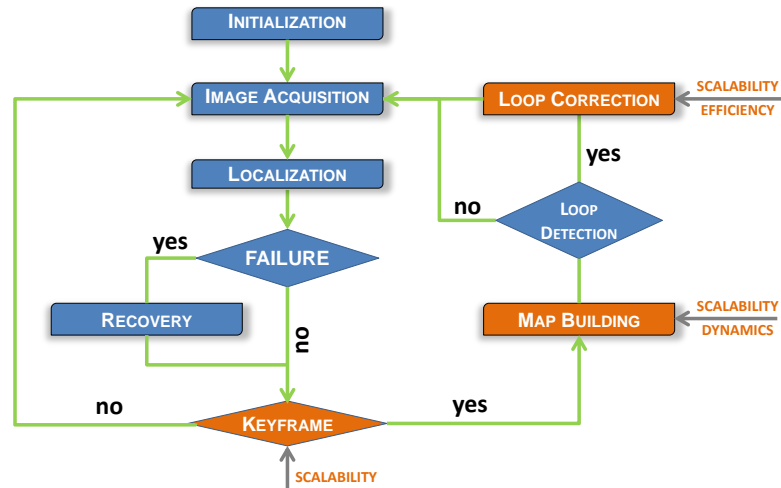 INITIALIZATION
IMAGE ACQUISITION
LOOP CORRECTION
SCALABILITY
EFFICIENCY
yes
LOCALIZATION
no
LOOP
DETECTION
yes
FAILURE
RECOVERY
no
MAP BUILDING
SCALABILITY
DYNAMICS
no
KEYFRAME
yes
SCALABILITY